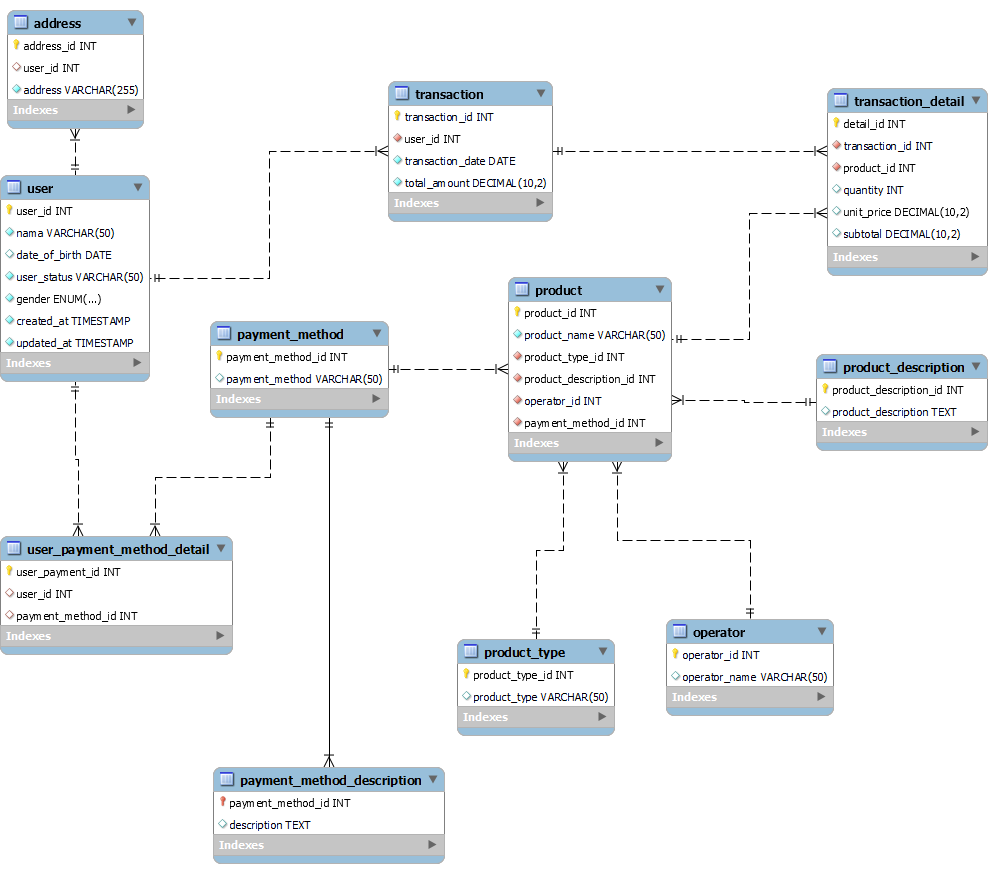 address
address_id INT
user_id INT
address VARCHAR(255)
Indexes
user
user_id INT
nama VARCHAR(50)
date_of_birth DATE
user_status VARCHAR(50)
gender ENUM(...)
created_at TIMESTAMP
updated_at TIMESTAMP
Indexes
transaction
transaction_id INT
user_id INT
transaction_date DATE
total_amount DECIMAL(10,2)
Indexes
transaction_detail
detail_id INT
transaction_id INT
product_id INT
quantity INT
unit_price DECIMAL(10,2)
subtotal DECIMAL(10,2)
Indexes
payment_method
payment_method_id INT
payment_method VARCHAR(50)
Indexes
product
product_id INT
product_name VARCHAR(50)
product_type_id INT
product_description_id INT
operator_id INT
payment_method_id INT
Indexes
product_description
product_description_id INT
product_description TEXT
Indexes
user_payment_method_detail
user_payment_id INT
user_id INT
payment_method_id INT
Indexes
product_type
product_type_id INT
product_type VARCHAR(50)
Indexes
operator
operator_id INT
operator_name VARCHAR(50)
Indexes
payment_method_description
payment_method_id INT
description TEXT
Indexes